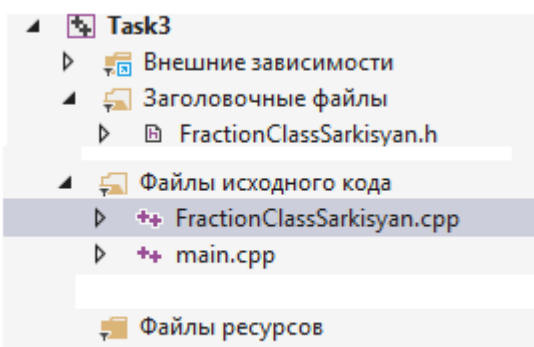 Task3
Внешние зависимости
Заголовочные файлы
FractionClassSarkisyan.h
Файлы исходного кода
FractionClassSarkisyan.cpp
main.cpp
Файлы ресурсов